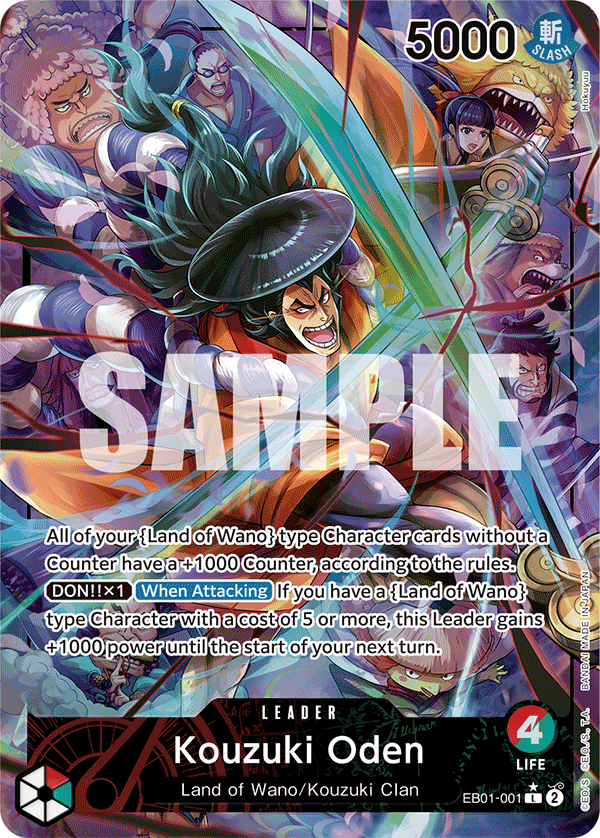 5000
斬
SLASH
Hokuyuu
SAMPLE
All of your {Land of Wano} type Character cards without a
Counter have a +1000 Counter, according to the rules.
DON!!×1 When Attacking If you have a {Land of Wano}
type Character with a cost of 5 or more, this Leader gains
+1000 power until the start of your next turn.
©ED/S ©E.O./S., T.A. BANDAI MADE IN JAPAN
LEADER
Kouzuki Oden
Land of Wano/Kouzuki Clan
4
LIFE
EB01-001 L 2